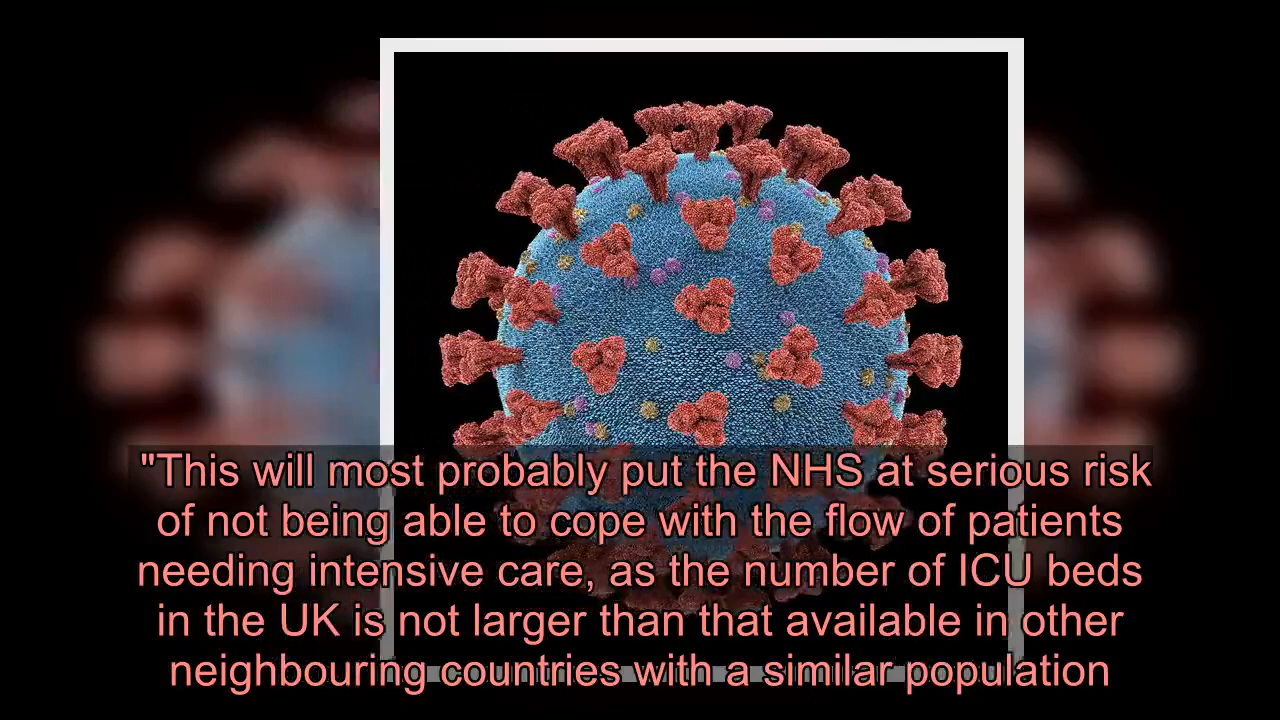 "This will most probably put the NHS at serious risk
of not being able to cope with the flow of patients
needing intensive care, as the number of ICU beds
in the UK is not larger than that available in other
neighbouring countries with a similar population